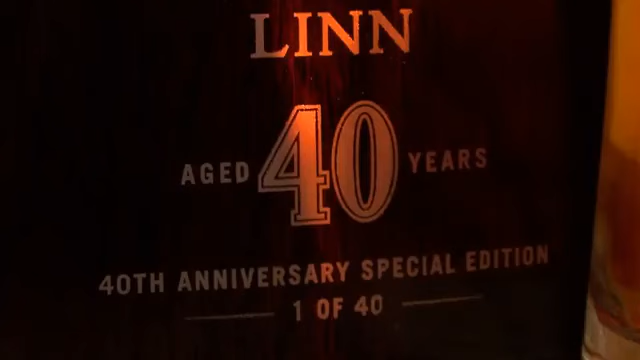 LINN
AGED 40 YEARS
40TH ANNIVERSARY SPECIAL EDITION
1 OF 40